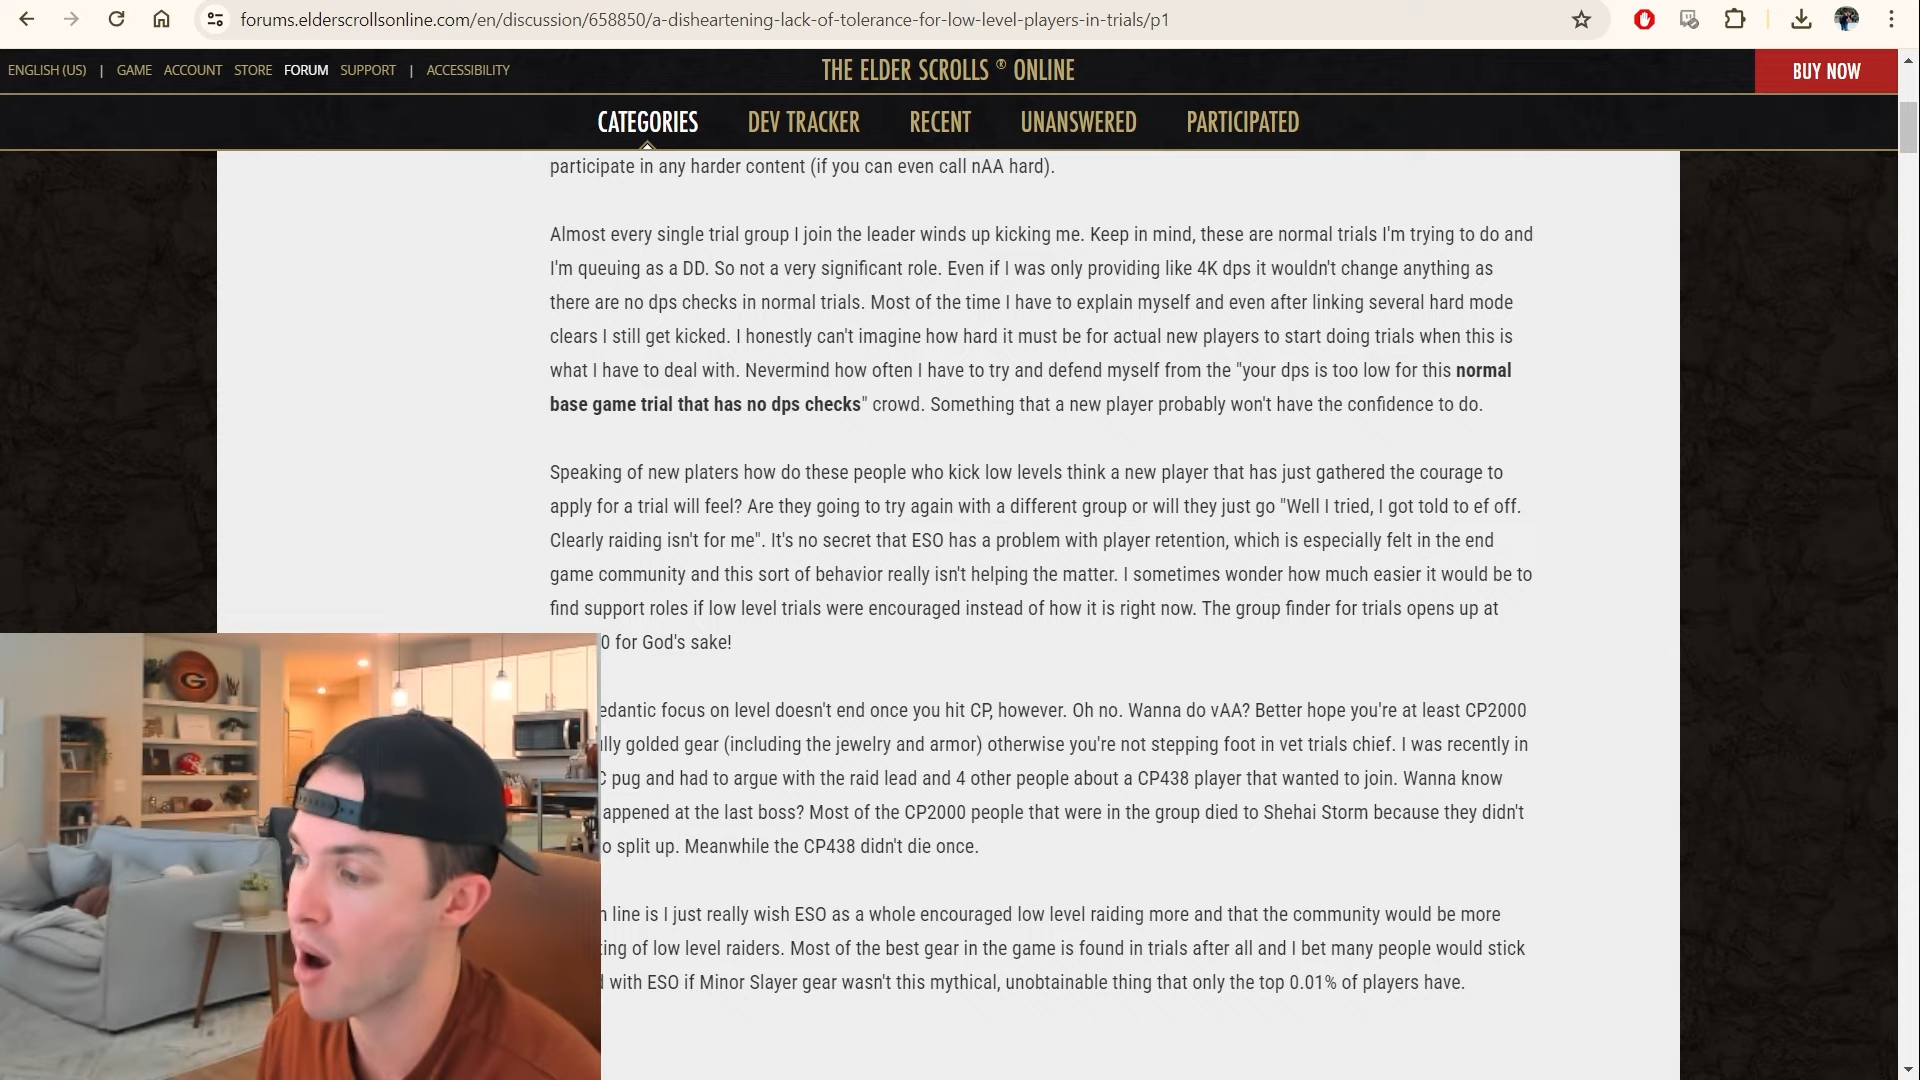 forums.elderscrollsonline.com/en/discussion/658850/a-disheartening-lack-of-tolerance-for-low-level-players-in-trials/p1
ENGLISH (US) | GAME ACCOUNT STORE FORUM SUPPORT | ACCESSIBILITY
THE ELDER SCROLLS ® ONLINE
BUY NOW
CATEGORIES DEV TRACKER RECENT UNANSWERED PARTICIPATED
participate in any harder content (if you can even call nAA hard).
Almost every single trial group I join the leader winds up kicking me. Keep in mind, these are normal trials I'm trying to do and
I'm queuing as a DD. So not a very significant role. Even if I was only providing like 4K dps it wouldn't change anything as
there are no dps checks in normal trials. Most of the time I have to explain myself and even after linking several hard mode
clears I still get kicked. I honestly can't imagine how hard it must be for actual new players to start doing trials when this is
what I have to deal with. Nevermind how often I have to try and defend myself from the "your dps is too low for this normal
base game trial that has no dps checks" crowd. Something that a new player probably won't have the confidence to do.
Speaking of new platers how do these people who kick low levels think a new player that has just gathered the courage to
apply for a trial will feel? Are they going to try again with a different group or will they just go "Well I tried, I got told to ef off.
Clearly raiding isn't for me". It's no secret that ESO has a problem with player retention, which is especially felt in the end
game community and this sort of behavior really isn't helping the matter. I sometimes wonder how much easier it would be to
find support roles if low level trials were encouraged instead of how it is right now. The group finder for trials opens up at
0 for God's sake!
edantic focus on level doesn't end once you hit CP, however. Oh no. Wanna do vAA? Better hope you're at least CP2000
lly golded gear (including the jewelry and armor) otherwise you're not stepping foot in vet trials chief. I was recently in
pug and had to argue with the raid lead and 4 other people about a CP438 player that wanted to join. Wanna know
appened at the last boss? Most of the CP2000 people that were in the group died to Shehai Storm because they didn't
o split up. Meanwhile the CP438 didn't die once.
line is I just really wish ESO as a whole encouraged low level raiding more and that the community would be more
ting of low level raiders. Most of the best gear in the game is found in trials after all and I bet many people would stick
with ESO if Minor Slayer gear wasn't this mythical, unobtainable thing that only the top 0.01% of players have.